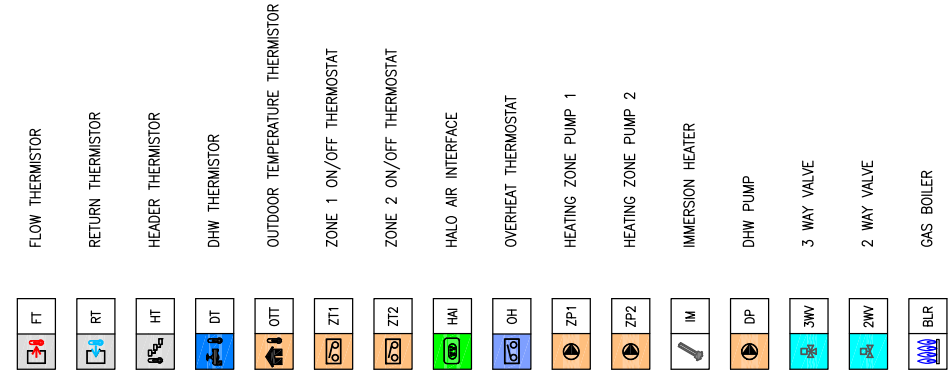 FT FLOW THERMISTOR
RT RETURN THERMISTOR
HT HEADER THERMISTOR
DT DHW THERMISTOR
OTT OUTDOOR TEMPERATURE THERMISTOR
ZT1 ZONE 1 ON/OFF THERMOSTAT
ZT2 ZONE 2 ON/OFF THERMOSTAT
HAI HALO AIR INTERFACE
OH OVERHEAT THERMOSTAT
ZP1 HEATING ZONE PUMP 1
ZP2 HEATING ZONE PUMP 2
IM IMMERSION HEATER
DP DHW PUMP
3WV 3 WAY VALVE
2WV 2 WAY VALVE
BLR GAS BOILER